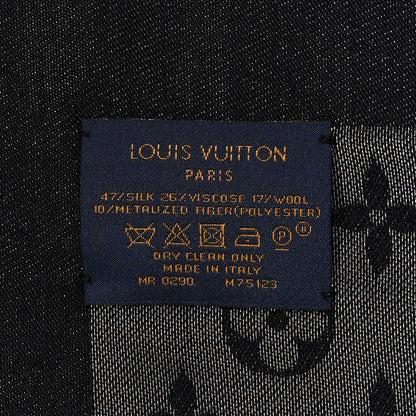 LOUIS VUITTON
PARIS
47%SILK 26%VISCOSE 17%WOOL
10%METALIZED FIBER(POLYESTER)
P ®
DRY CLEAN ONLY
MADE IN ITALY
MR 0290 M75123